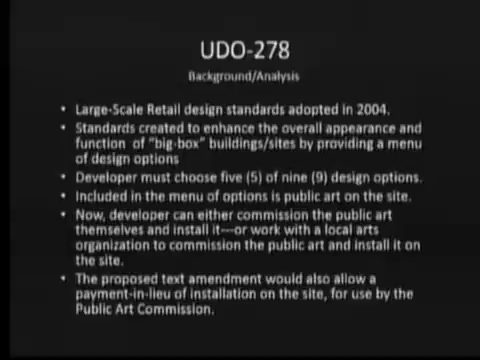 UDO-278
Background/Analysis
• Large-Scale Retail design standards adopted in 2004.
• Standards created to enhance the overall appearance and
function of "big-box" buildings/sites by providing a menu
of design options
• Developer must choose five (5) of nine (9) design options.
• Included in the menu of options is public art on the site.
• Now, developer can either commission the public art
themselves and install it---or work with a local arts
organization to commission the public art and install it on
the site.
• The proposed text amendment would also allow a
payment-in-lieu of installation on the site, for use by the
Public Art Commission.